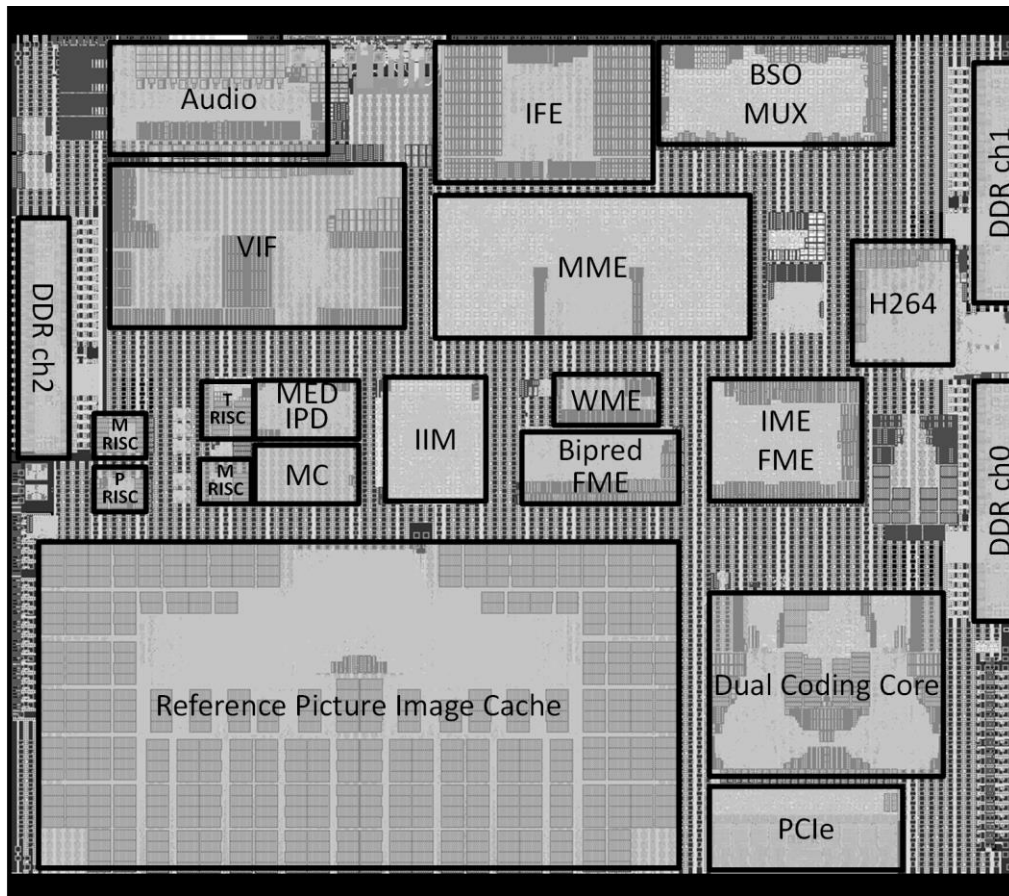 Audio
IFE
BSO
MUX
DDR ch1
VIF
MME
DDR ch2
H264
T
RISC
MED
IPD
IIM
WME
IME
FME
M
RISC
Bipred
FME
DDR ch0
P
RISC
M
RISC
MC
Reference Picture Image Cache
Dual Coding Core
PCIe